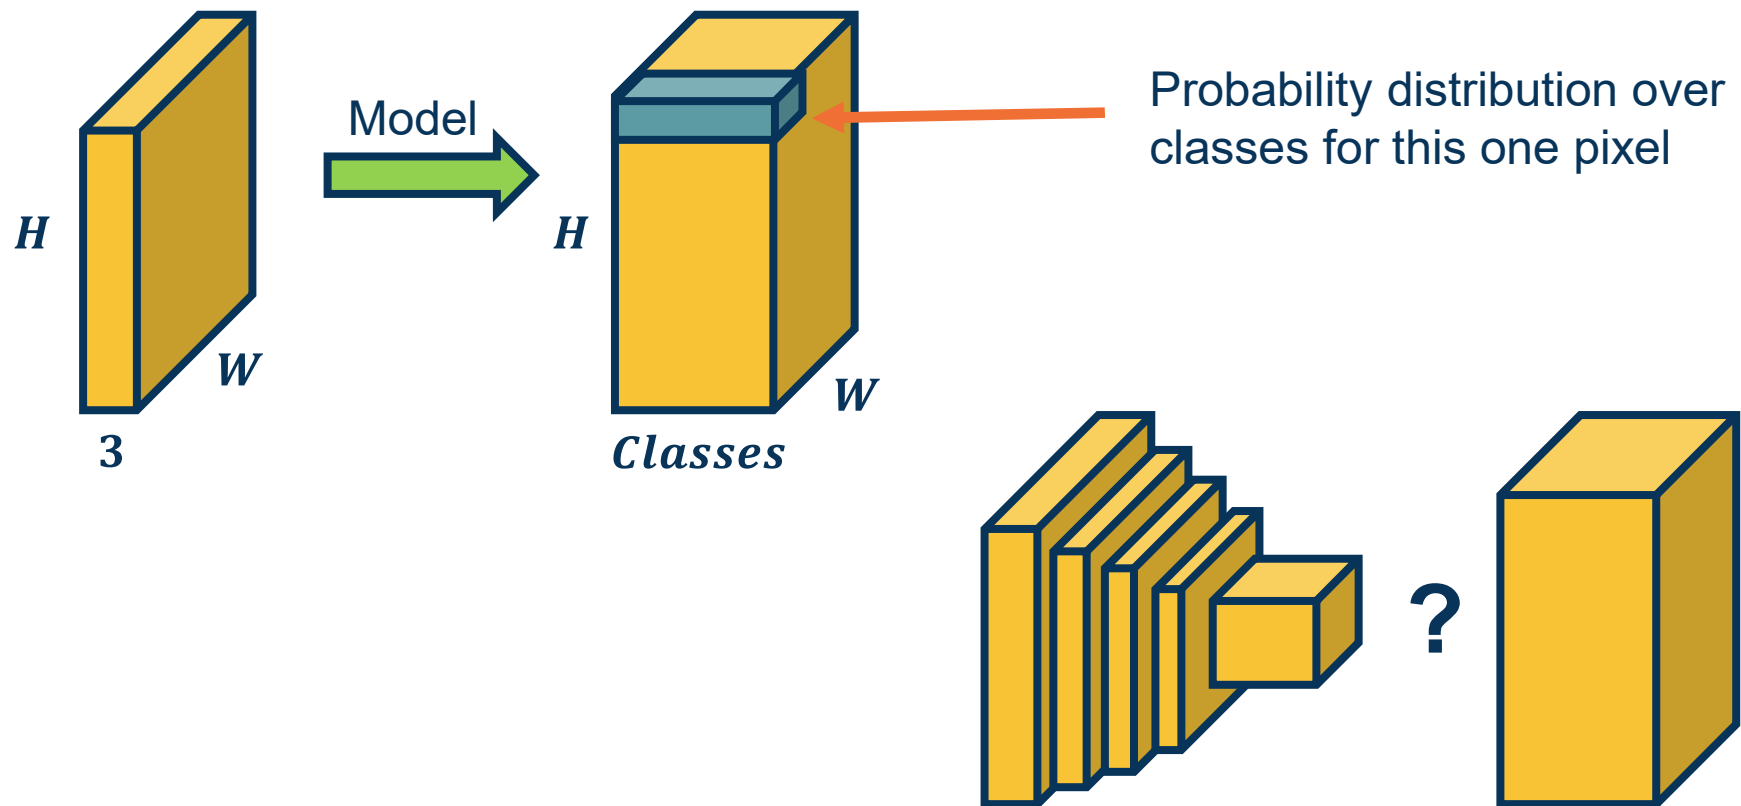 Model
Probability distribution over
classes for this one pixel
H
W
3
H
W
Classes
?